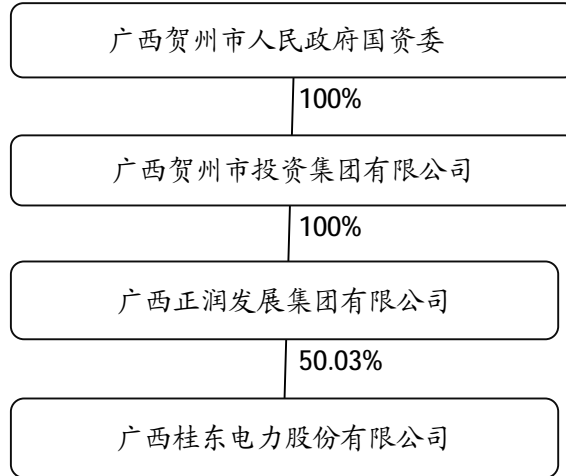 广西贺州市人民政府国资委
100%
广西贺州市投资集团有限公司
100%
广西正润发展集团有限公司
50.03%
广西桂东电力股份有限公司